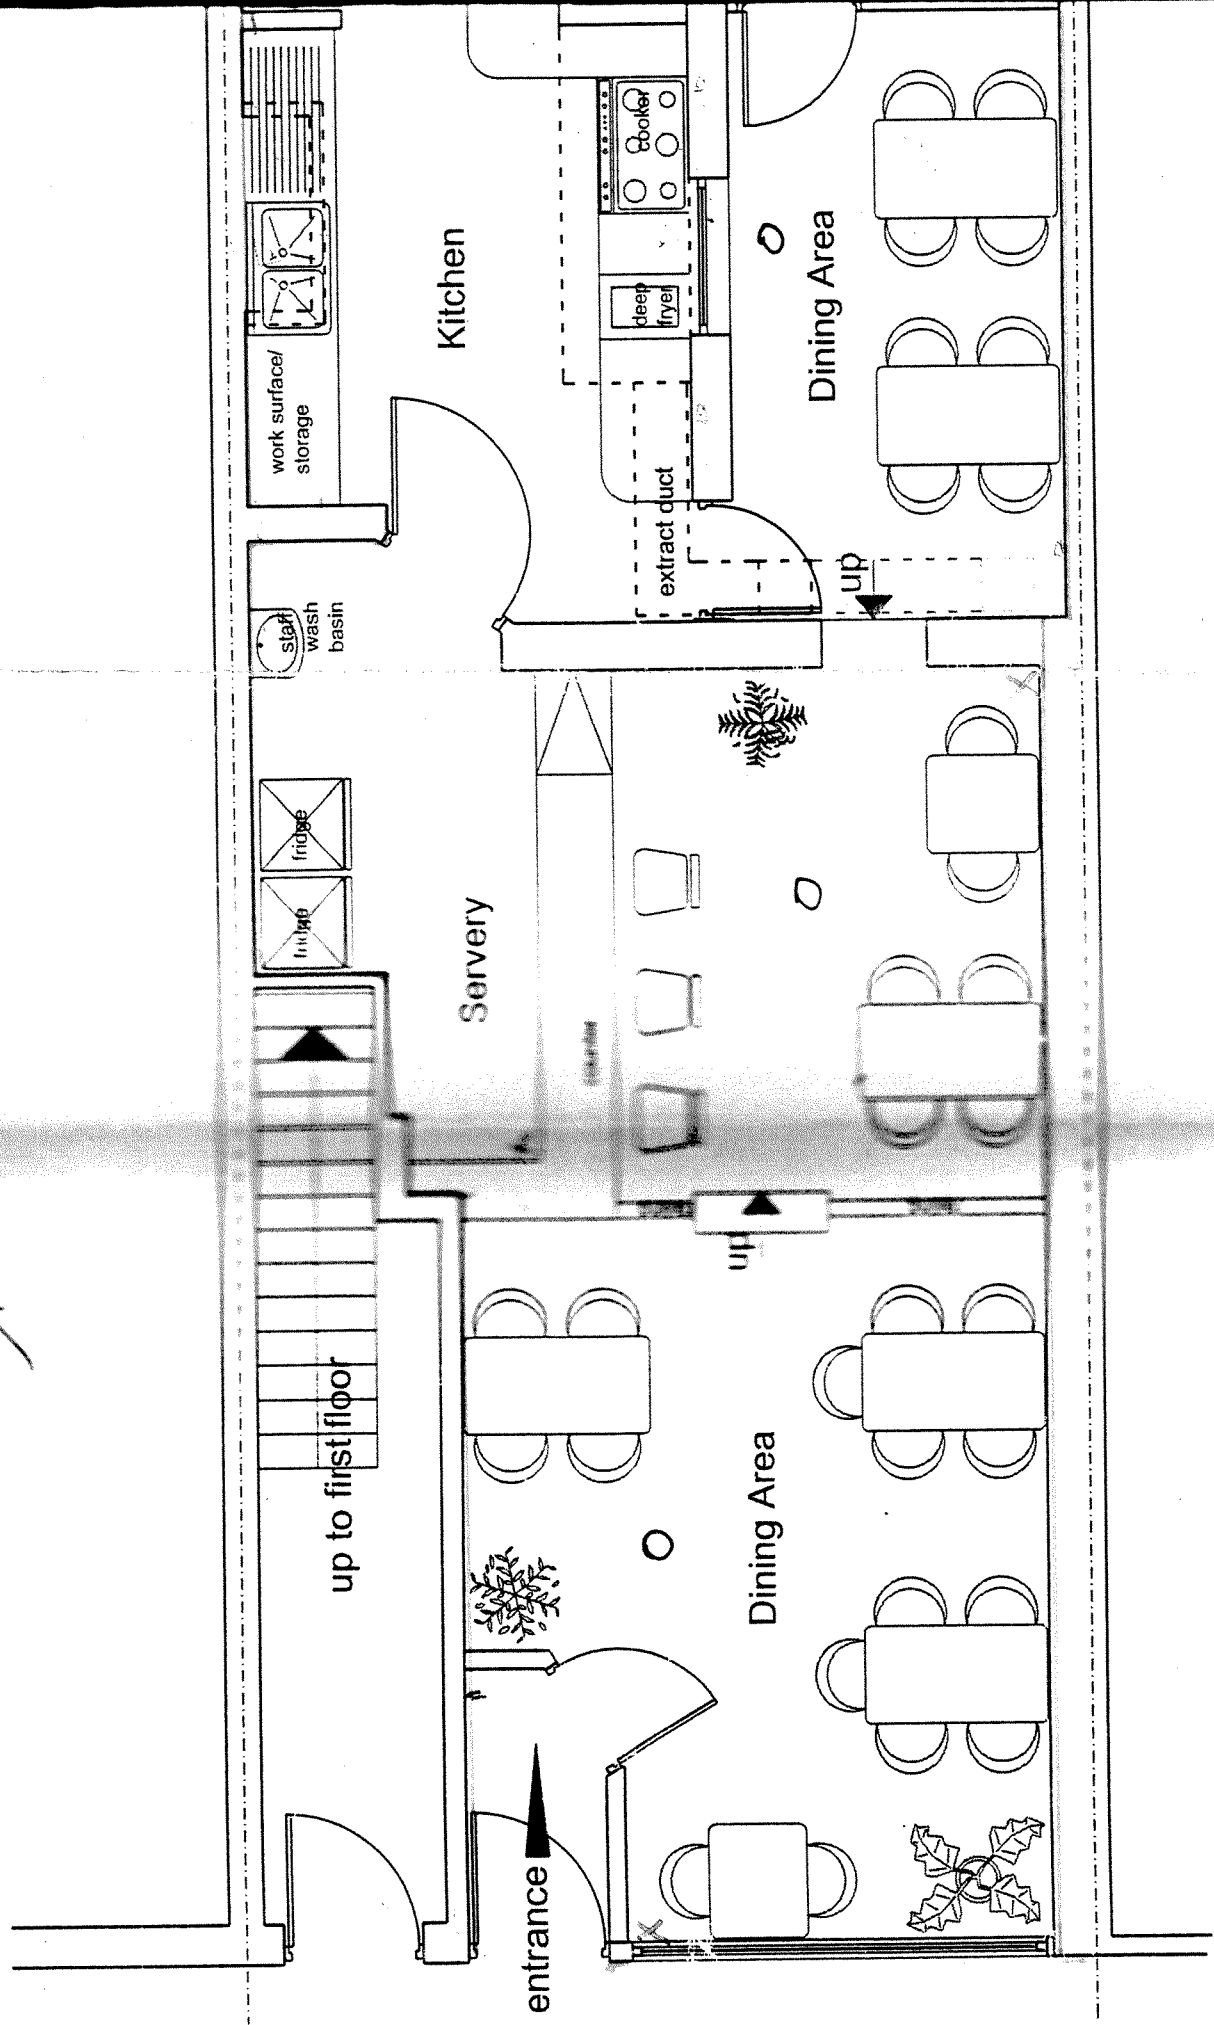 cooker
Kitchen
Dining Area
deep
fryer
work surface/
storage
extract duct
up
staff
wash
basin
fridge
fridge
Servery
counter
up
up to first floor
Dining Area
entrance